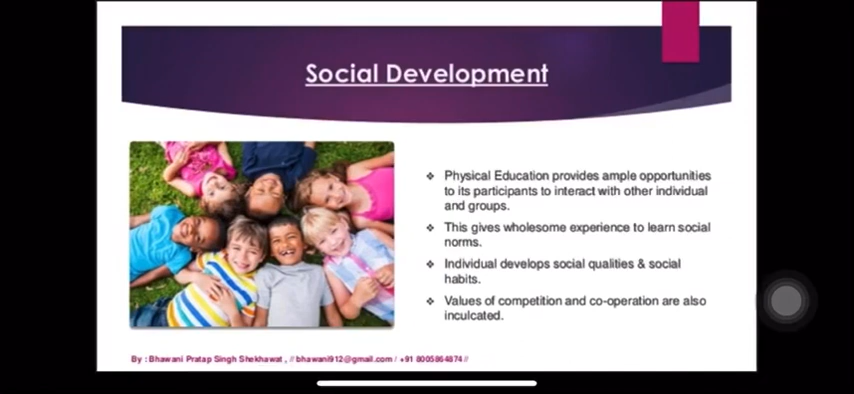 Social Development
❖ Physical Education provides ample opportunities
to its participants to interact with other individual
and groups.
❖ This gives wholesome experience to learn social
norms.
❖ Individual develops social qualities & social
habits.
❖ Values of competition and co-operation are also
inculcated.
By : Bhawani Pratap Singh Shekhawat , // bhawani912@gmail.com / +91 8005864874 //